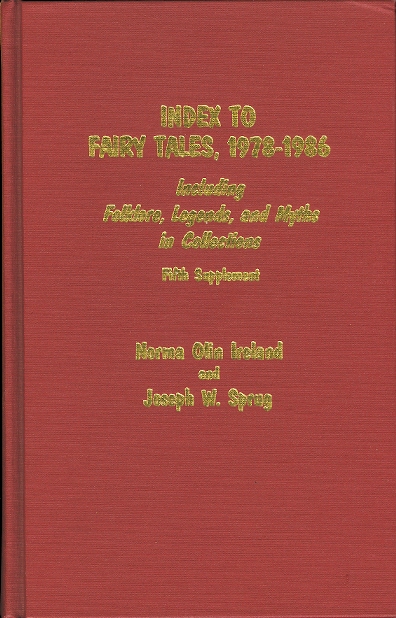 INDEX TO
FAIRY TALES, 1978-1986
Including
Folklore, Legends, and Myths
in Collections
Fifth Supplement
Norma Olin Ireland
and
Joseph W. Sprug